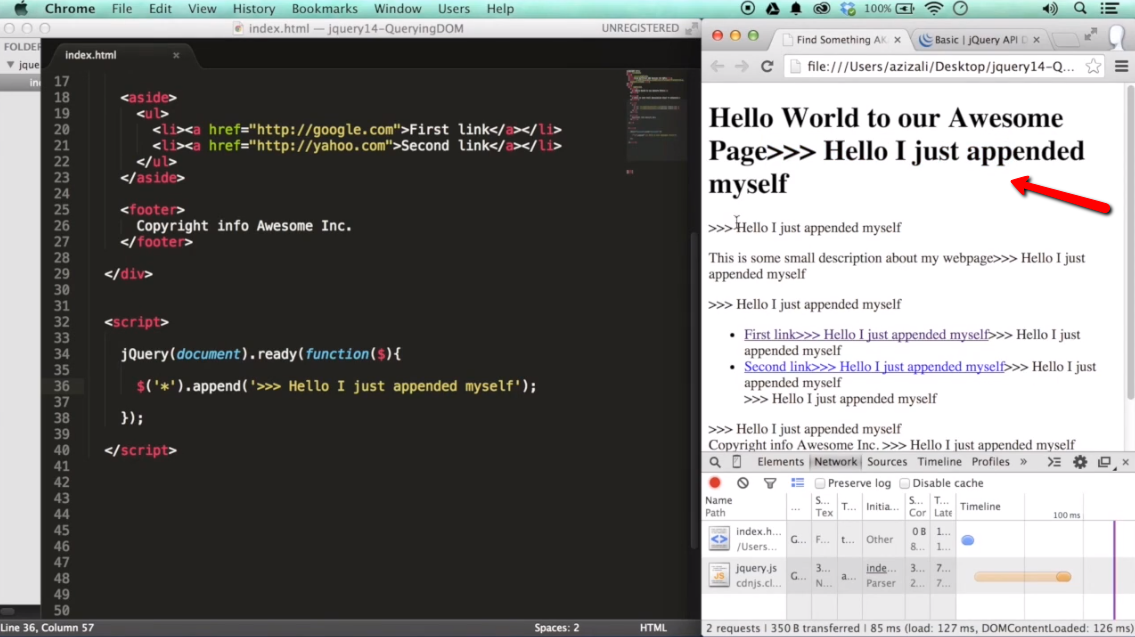 Chrome File Edit View History Bookmarks Window Users Help 100%
index.html — jquery14-QueryingDOM UNREGISTERED
FOLDER
jque
in
index.html ×
17
18 <aside>
19 <ul>
20 <li><a href="http://google.com">First link</a></li>
21 <li><a href="http://yahoo.com">Second link</a></li>
22 </ul>
23 </aside>
24
25 <footer>
26 Copyright info Awesome Inc.
27 </footer>
28
29 </div>
30
31
32 <script>
33
34 jQuery(document).ready(function($){
35
36 $('*').append('>>> Hello I just appended myself');
37
38 });
39
40 </script>
41
42
43
44
45
46
47
48
49
50
Line 36, Column 57 Spaces: 2 HTML
Find Something AK × Basic | jQuery API D ×
file:///Users/azizali/Desktop/jquery14-Q...
Hello World to our Awesome
Page>>> Hello I just appended
myself
>>> Hello I just appended myself
This is some small description about my webpage>>> Hello I just
appended myself
>>> Hello I just appended myself
• First link>>> Hello I just appended myself>>> Hello I just
appended myself
• Second link>>> Hello I just appended myself>>> Hello I just
appended myself
>>> Hello I just appended myself
>>> Hello I just appended myself
Copyright info Awesome Inc. >>> Hello I just appended myself
Elements Network Sources Timeline Profiles »
Preserve log Disable cache
Name ... S... T... Initia... S... T... Timeline
Path Tex Cor Late 100 ms
index.h... G... F... t... Other 0 B 1...
/Users... 8... 1...
jquery.js G... 3... a... inde... 3... 7...
cdnjs.cl... N... Parser 2... 7...
2 requests | 350 B transferred | 85 ms (load: 127 ms, DOMContentLoaded: 126 ms)